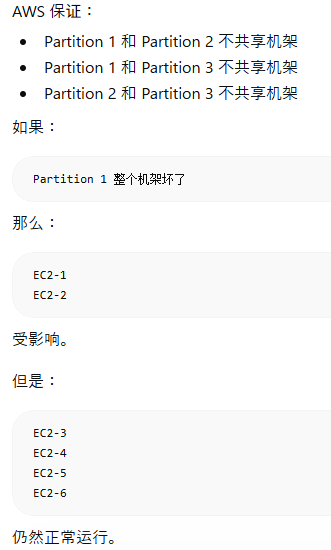 AWS 保证：
• Partition 1 和 Partition 2 不共享机架
• Partition 1 和 Partition 3 不共享机架
• Partition 2 和 Partition 3 不共享机架
如果：
Partition 1 整个机架坏了
那么：
EC2-1
EC2-2
受影响。
但是：
EC2-3
EC2-4
EC2-5
EC2-6
仍然正常运行。